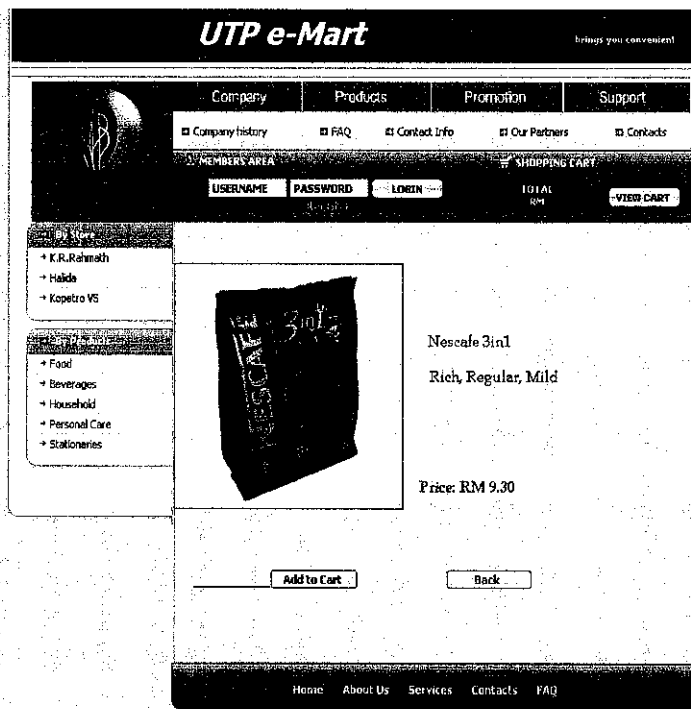 UTP e-Mart
brings you convenient
Company Products Promotion Support
Company history FAQ Contact Info Our Partners Contacts
MEMBERS AREA SHOPPING CART
USERNAME PASSWORD LOGIN TOTAL VIEW CART
Register RM
By Store
K.R.Rahmath
Halida
Kopetro VS
By Products
Food
Beverages
Household
Personal Care
Stationeries
NESCAFE
3in1
Nescafe 3in1
Rich, Regular, Mild
Price: RM 9.30
Add to Cart Back
Home About Us Services Contacts FAQ